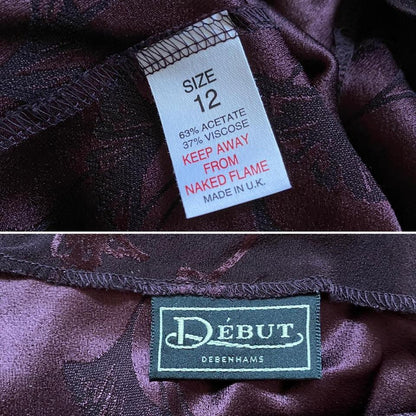 SIZE
12
63% ACETATE
37% VISCOSE
KEEP AWAY
FROM
NAKED FLAME
MADE IN U.K.
DÉBUT
DEBENHAMS